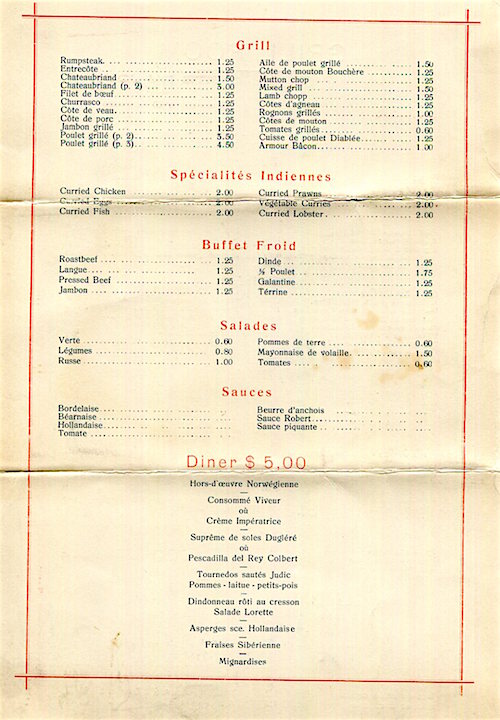 Grill
Rumpsteak. 1.25
Entrecôte 1.25
Chateaubriand 1.50
Chateaubriand (p. 2) 3.00
Filet de bœuf 1.25
Churrasco 1.25
Côte de veau. 1.25
Côte de porc 1.25
Jambon grillé 1.25
Poulet grillé (p. 2) 3.50
Poulet grillé (p. 3) 4.50
Aile de poulet grillé 1.50
Côte de mouton Bouchère 1.25
Mutton chop 1.25
Mixed grill 1.50
Lamb chopp 1.25
Côtes d'agneau 1.25
Rognons grillés 1.00
Côtes de mouton 1.25
Tomates grillés 0.60
Cuisse de poulet Diablée 1.25
Armour Bâcon 1.00
Spécialités Indiennes
Curried Chicken 2.00
Curried Eggs 2.00
Curried Fish 2.00
Curried Prawns 2.00
Végétable Curries 2.00
Curried Lobster. 2.00
Buffet Froid
Roastbeef 1.25
Langue 1.25
Pressed Beef 1.25
Jambon 1.25
Dinde 1.25
½ Poulet 1.75
Galantine 1.25
Térrine 1.25
Salades
Verte 0.60
Légumes 0.80
Russe 1.00
Pommes de terre 0.60
Mayonnaise de volaille 1.50
Tomates 0.60
Sauces
Bordelaise
Béarnaise
Hollandaise
Tomate
Beurre d'anchois
Sauce Robert
Sauce piquante
Diner $ 5,00
Hors-d'œuvre Norwégienne
Consommé Viveur
où
Crème Impératrice
Suprême de soles Dugléré
où
Pescadilla del Rey Colbert
Tournedos sautés Judic
Pommes - laitue - petits-pois
Dindonneau rôti au cresson
Salade Lorette
Asperges sce. Hollandaise
Fraises Sibérienne
Mignardises